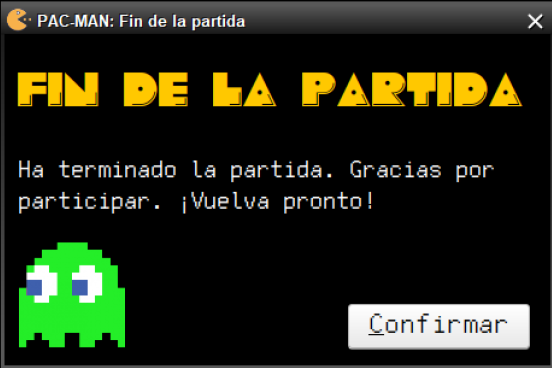 PAC-MAN: Fin de la partida
FIN DE LA PARTIDA
Ha terminado la partida. Gracias por
participar. ¡Vuelva pronto!
Confirmar